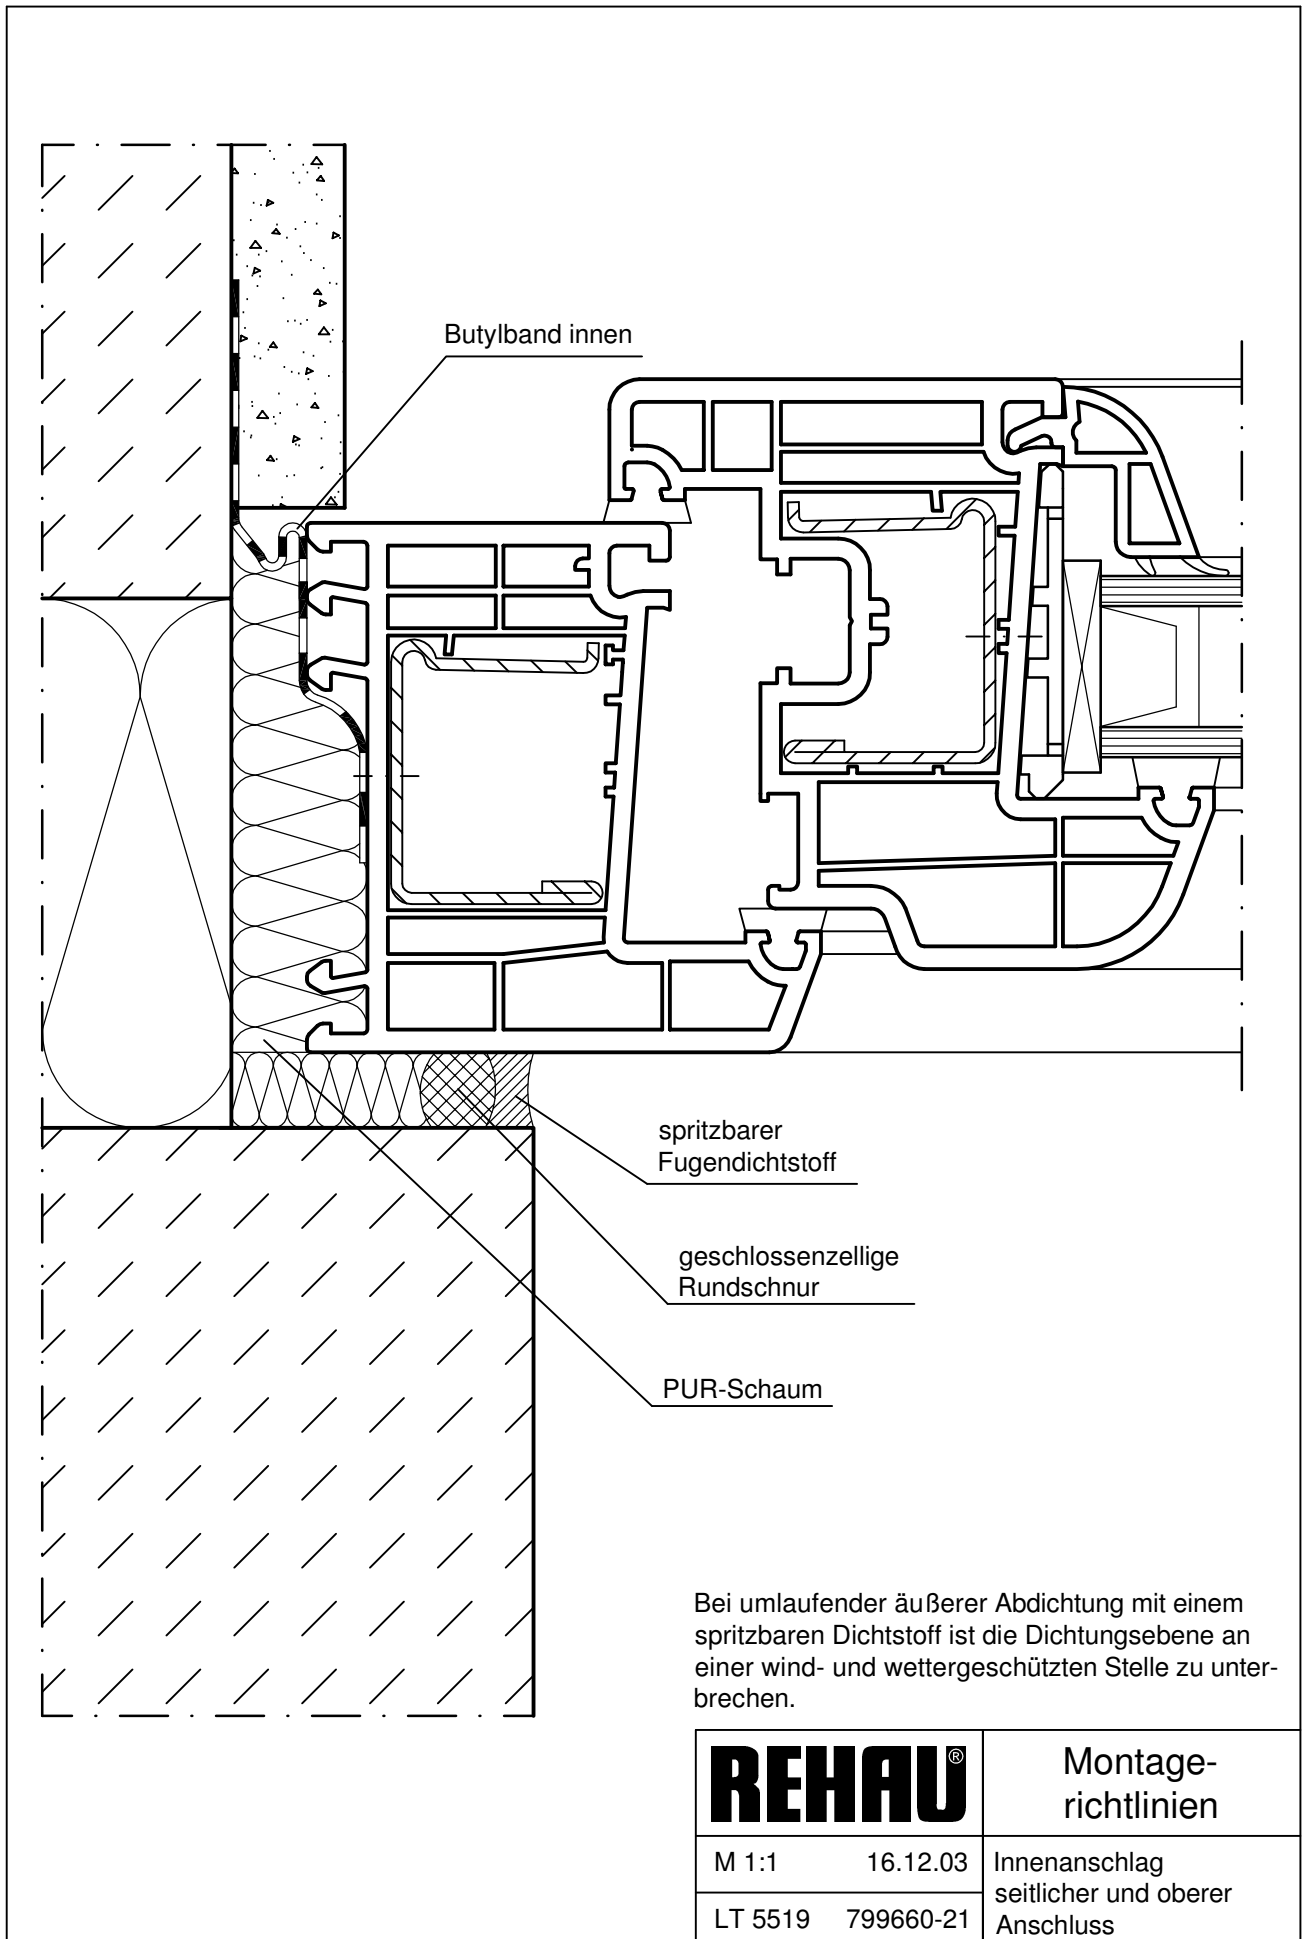 Butylband innen
spritzbarer
Fugendichtstoff
geschlossenzellige
Rundschnur
PUR-Schaum
Bei umlaufender äußerer Abdichtung mit einem
spritzbaren Dichtstoff ist die Dichtungsebene an
einer wind- und wettergeschützten Stelle zu unter-
brechen.
REHAU®
Montage-
richtlinien
M 1:1 16.12.03
LT 5519 799660-21
Innenanschlag
seitlicher und oberer
Anschluss